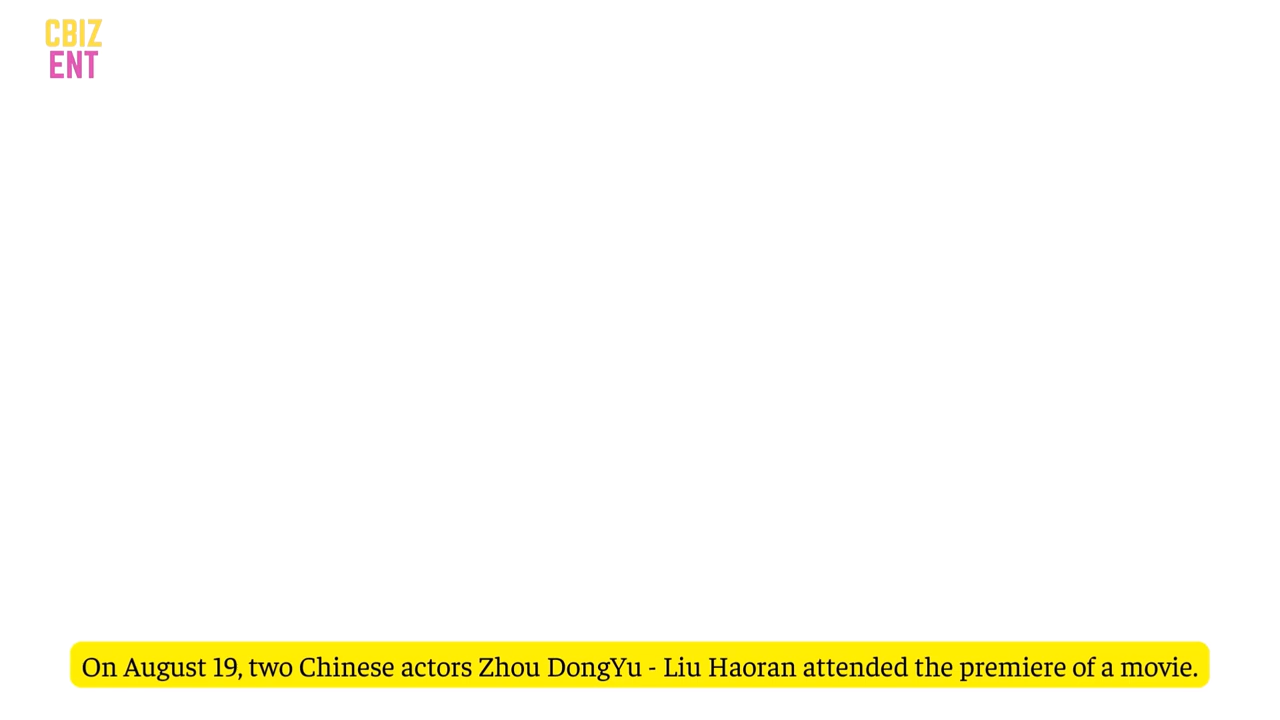 CBIZ
ENT
On August 19, two Chinese actors Zhou DongYu - Liu Haoran attended the premiere of a movie.